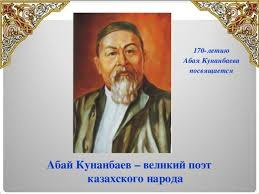 170-летию
Абая Кунанбаева
посвящается
Абай Кунанбаев – великий поэт
казахского народа